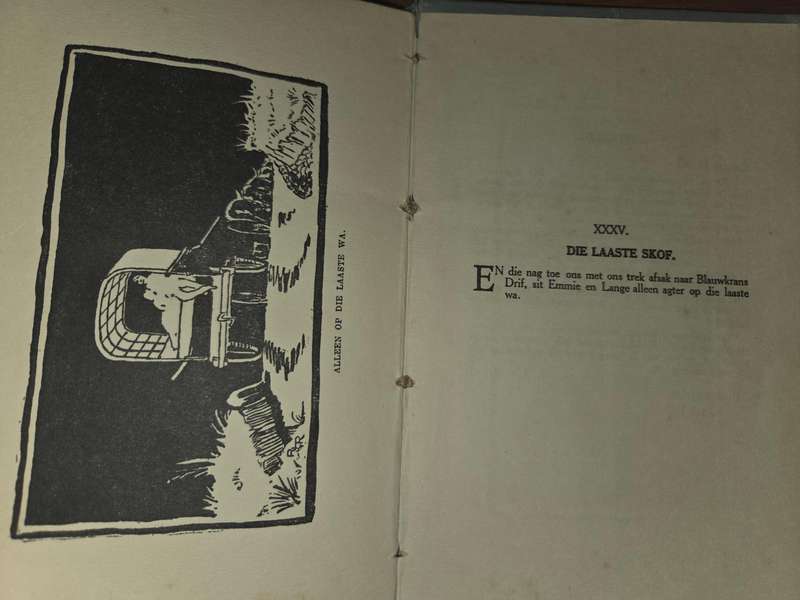 ALLEEN OP DIE LAASTE WA.
XXXV.
DIE LAASTE SKOF.
EN die nag toe ons met ons trek afsak naar Blauwkrans
Drif, sit Emmie en Lange alleen agter op die laaste
wa.